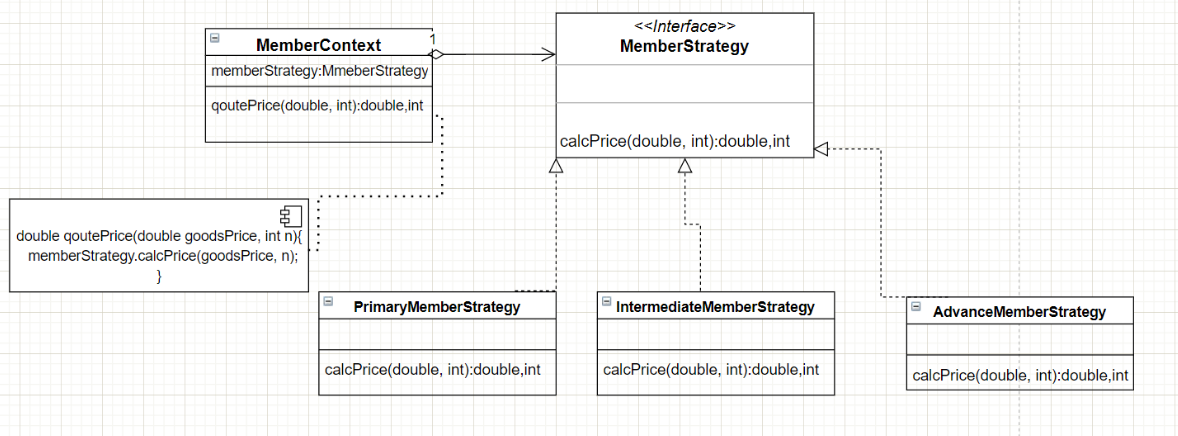 MemberContext
1
memberStrategy:MmeberStrategy
qoutePrice(double, int):double,int
<<Interface>>
MemberStrategy
calcPrice(double, int):double,int
double qoutePrice(double goodsPrice, int n){
memberStrategy.calcPrice(goodsPrice, n);
}
PrimaryMemberStrategy
calcPrice(double, int):double,int
IntermediateMemberStrategy
calcPrice(double, int):double,int
AdvanceMemberStrategy
calcPrice(double, int):double,int